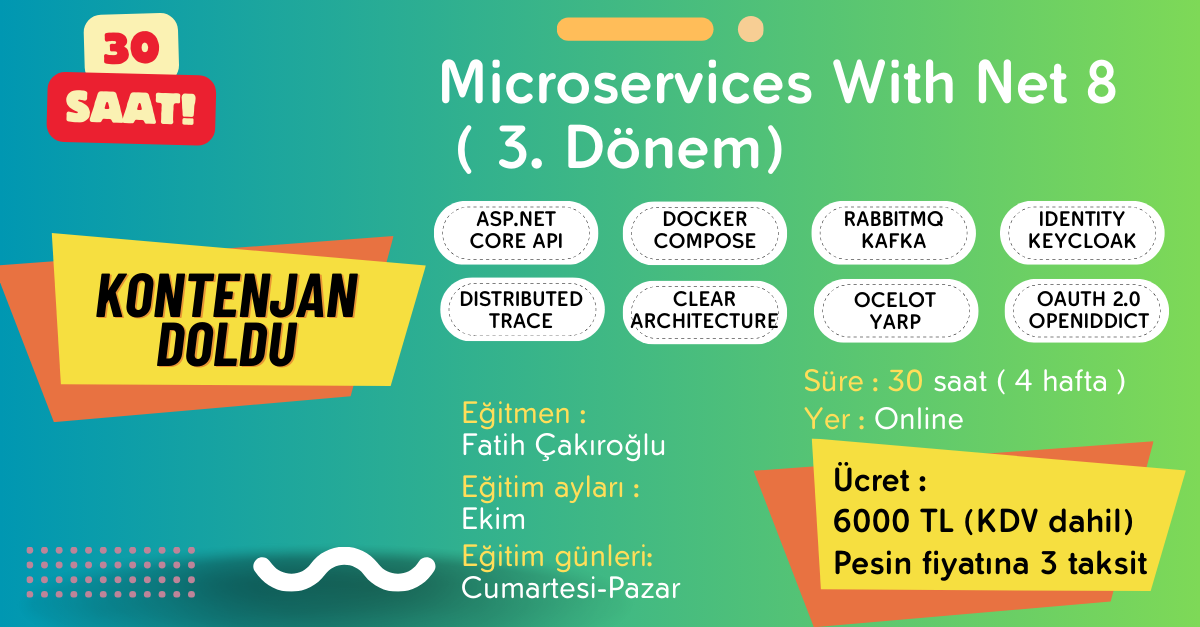 30
SAAT!
Microservices With Net 8
( 3. Dönem)
ASP.NET
CORE API
DOCKER
COMPOSE
RABBITMQ
KAFKA
IDENTITY
KEYCLOAK
DISTRIBUTED
TRACE
CLEAR
ARCHITECTURE
OCELOT
YARP
OAUTH 2.0
OPENIDDICT
KONTENJAN
DOLDU
Eğitmen :
Fatih Çakıroğlu
Eğitim ayları :
Ekim
Eğitim günleri:
Cumartesi-Pazar
Süre : 30 saat ( 4 hafta )
Yer : Online
Ücret :
6000 TL (KDV dahil)
Pesin fiyatına 3 taksit